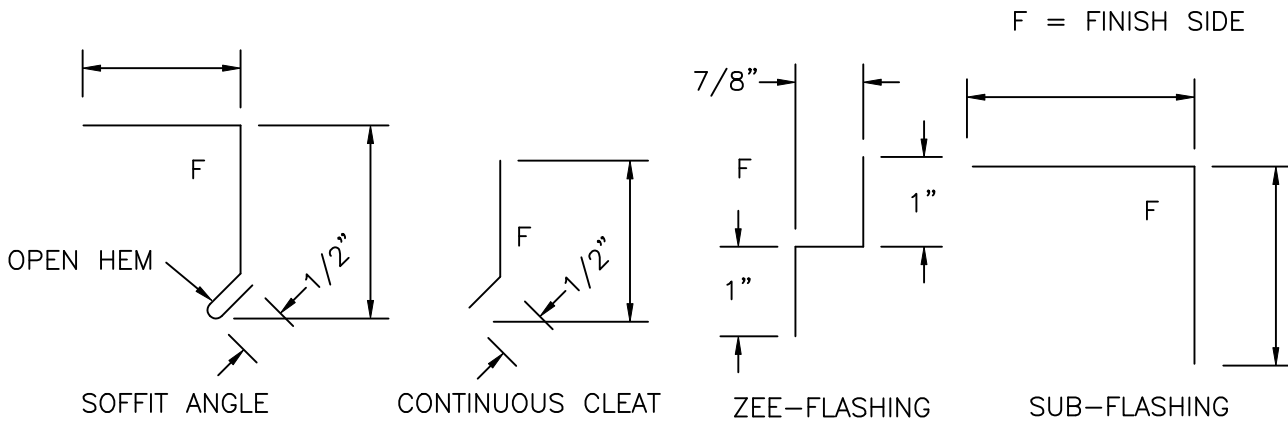 F = FINISH SIDE
7/8”
F
F
1”
F
F
OPEN HEM
1/2”
1/2”
1”
SOFFIT ANGLE
CONTINUOUS CLEAT
ZEE–FLASHING
SUB–FLASHING